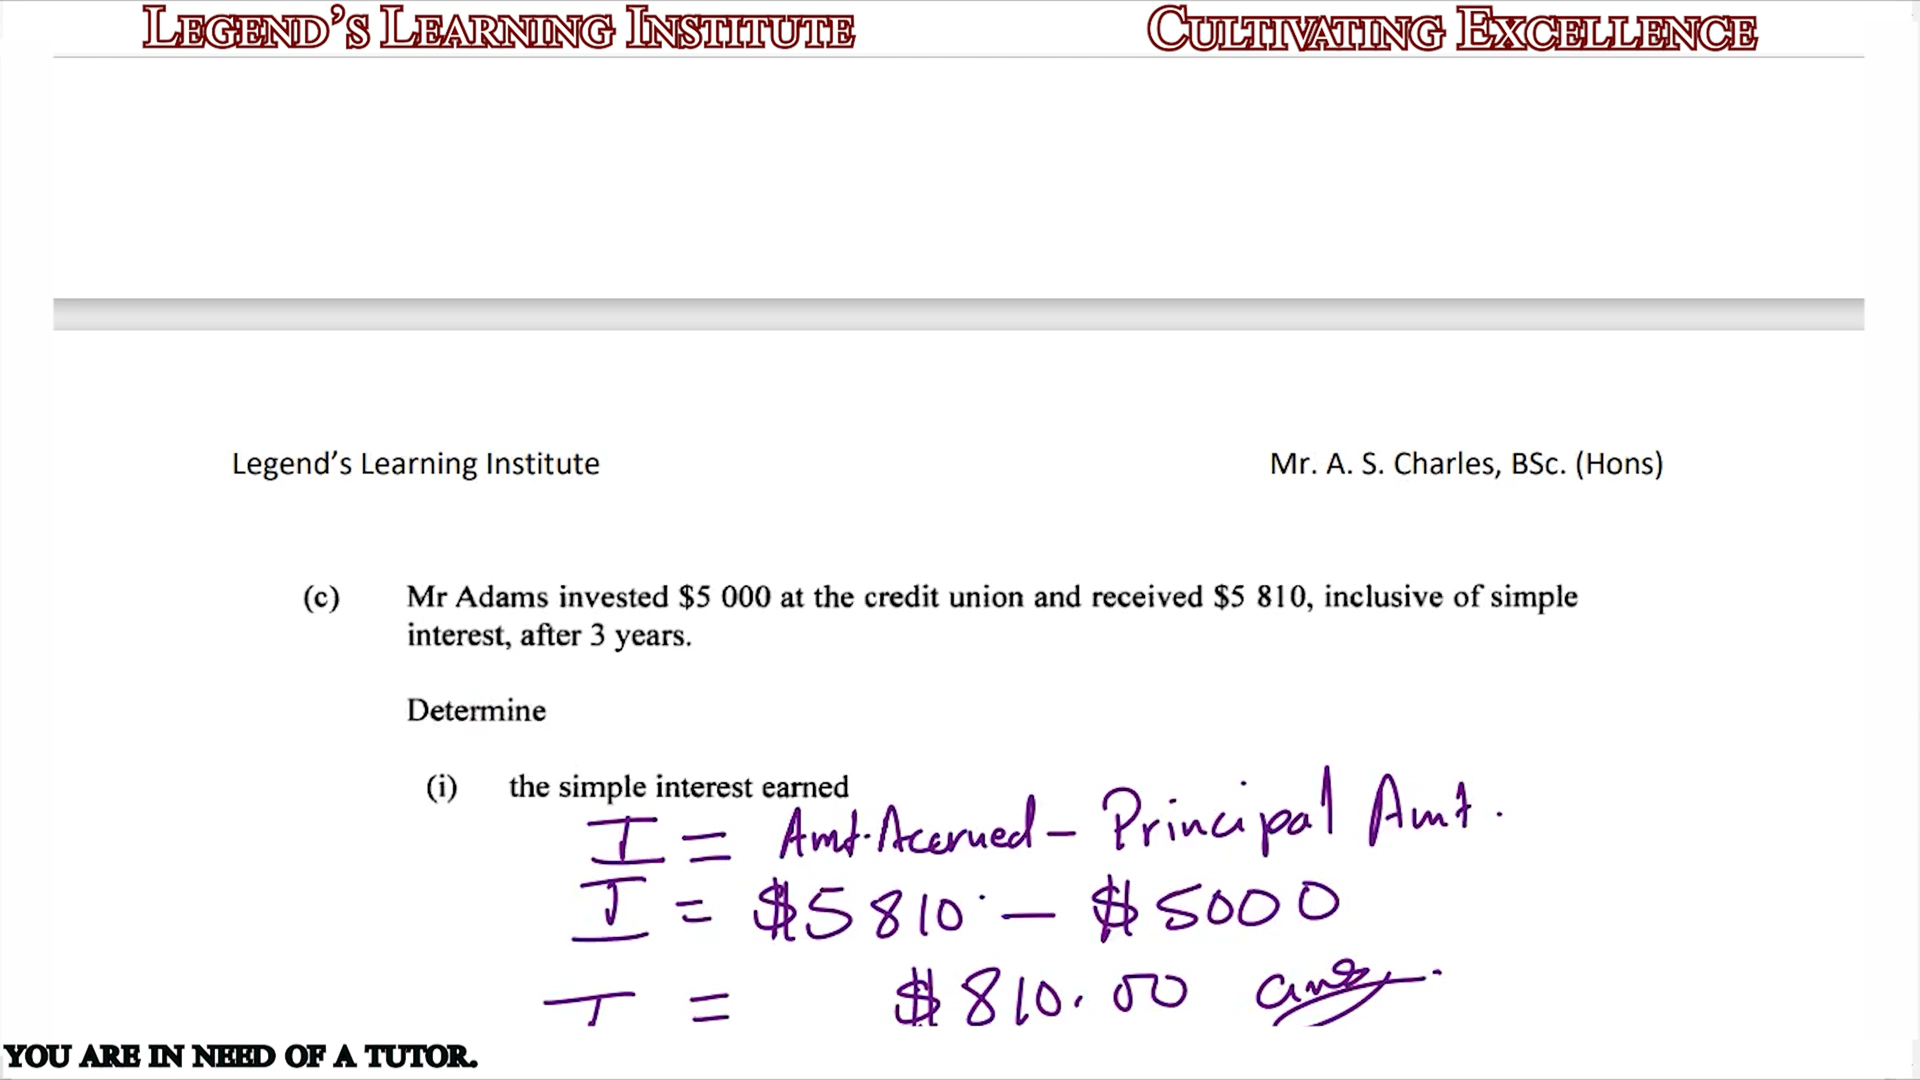 LEGEND'S LEARNING INSTITUTE CULTIVATING EXCELLENCE
Legend's Learning Institute Mr. A. S. Charles, BSc. (Hons)
(c) Mr Adams invested $5 000 at the credit union and received $5 810, inclusive of simple
interest, after 3 years.
Determine
(i) the simple interest earned
I = Amt. Accrued - Principal Amt.
I = $5810 - $5000
I = $810.00 ans.
YOU ARE IN NEED OF A TUTOR.